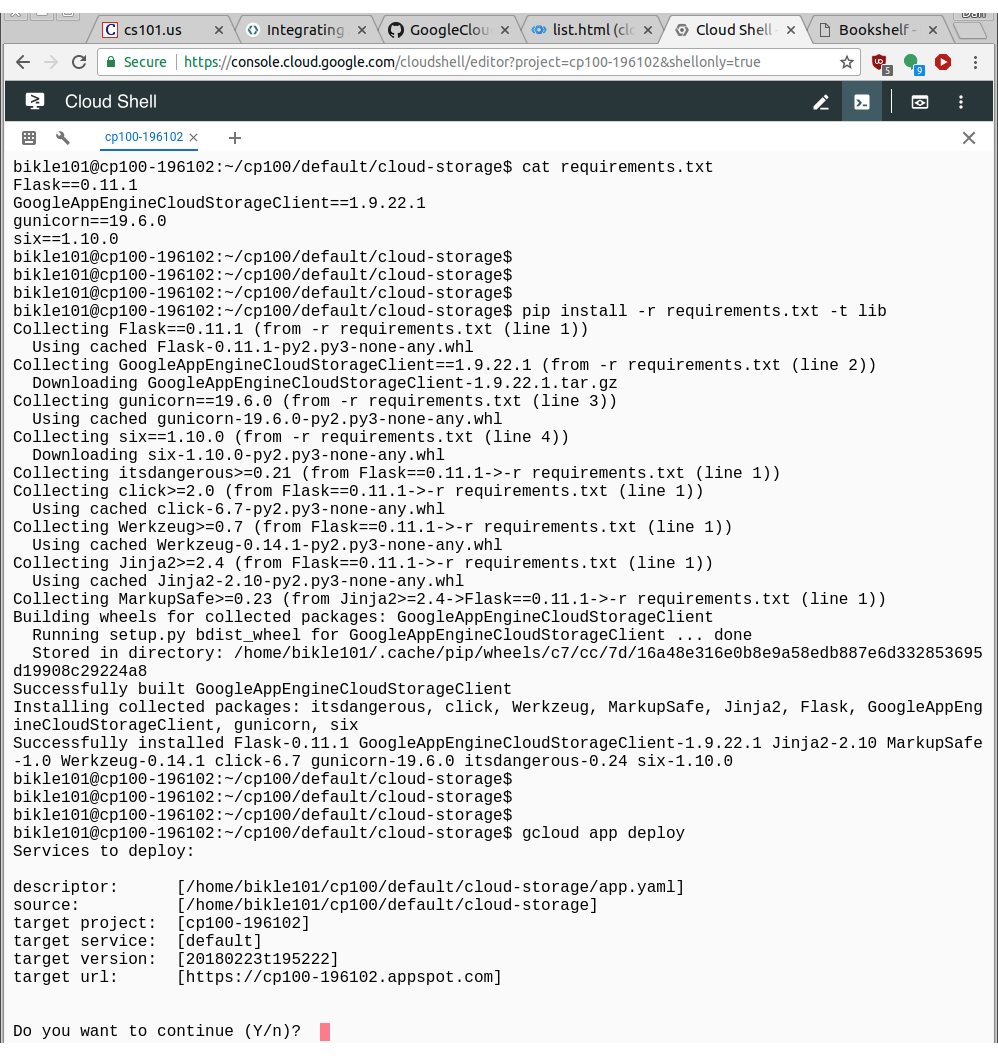 cs101.us
Integrating
GoogleClou
list.html (clo
Cloud Shell -
Bookshelf -
Secure
https://console.cloud.google.com/cloudshell/editor?project=cp100-196102&shellonly=true
5
9
Cloud Shell
cp100-196102
bikle101@cp100-196102:~/cp100/default/cloud-storage$ cat requirements.txt
Flask==0.11.1
GoogleAppEngineCloudStorageClient==1.9.22.1
gunicorn==19.6.0
six==1.10.0
bikle101@cp100-196102:~/cp100/default/cloud-storage$
bikle101@cp100-196102:~/cp100/default/cloud-storage$
bikle101@cp100-196102:~/cp100/default/cloud-storage$
bikle101@cp100-196102:~/cp100/default/cloud-storage$ pip install -r requirements.txt -t lib
Collecting Flask==0.11.1 (from -r requirements.txt (line 1))
  Using cached Flask-0.11.1-py2.py3-none-any.whl
Collecting GoogleAppEngineCloudStorageClient==1.9.22.1 (from -r requirements.txt (line 2))
  Downloading GoogleAppEngineCloudStorageClient-1.9.22.1.tar.gz
Collecting gunicorn==19.6.0 (from -r requirements.txt (line 3))
  Using cached gunicorn-19.6.0-py2.py3-none-any.whl
Collecting six==1.10.0 (from -r requirements.txt (line 4))
  Downloading six-1.10.0-py2.py3-none-any.whl
Collecting itsdangerous>=0.21 (from Flask==0.11.1->-r requirements.txt (line 1))
Collecting click>=2.0 (from Flask==0.11.1->-r requirements.txt (line 1))
  Using cached click-6.7-py2.py3-none-any.whl
Collecting Werkzeug>=0.7 (from Flask==0.11.1->-r requirements.txt (line 1))
  Using cached Werkzeug-0.14.1-py2.py3-none-any.whl
Collecting Jinja2>=2.4 (from Flask==0.11.1->-r requirements.txt (line 1))
  Using cached Jinja2-2.10-py2.py3-none-any.whl
Collecting MarkupSafe>=0.23 (from Jinja2>=2.4->Flask==0.11.1->-r requirements.txt (line 1))
Building wheels for collected packages: GoogleAppEngineCloudStorageClient
  Running setup.py bdist_wheel for GoogleAppEngineCloudStorageClient ... done
  Stored in directory: /home/bikle101/.cache/pip/wheels/c7/cc/7d/16a48e316e0b8e9a58edb887e6d332853695
d19908c29224a8
Successfully built GoogleAppEngineCloudStorageClient
Installing collected packages: itsdangerous, click, Werkzeug, MarkupSafe, Jinja2, Flask, GoogleAppEng
ineCloudStorageClient, gunicorn, six
Successfully installed Flask-0.11.1 GoogleAppEngineCloudStorageClient-1.9.22.1 Jinja2-2.10 MarkupSafe
-1.0 Werkzeug-0.14.1 click-6.7 gunicorn-19.6.0 itsdangerous-0.24 six-1.10.0
bikle101@cp100-196102:~/cp100/default/cloud-storage$
bikle101@cp100-196102:~/cp100/default/cloud-storage$
bikle101@cp100-196102:~/cp100/default/cloud-storage$
bikle101@cp100-196102:~/cp100/default/cloud-storage$ gcloud app deploy
Services to deploy:
descriptor:      [/home/bikle101/cp100/default/cloud-storage/app.yaml]
source:          [/home/bikle101/cp100/default/cloud-storage]
target project:  [cp100-196102]
target service:  [default]
target version:  [20180223t195222]
target url:      [https://cp100-196102.appspot.com]
Do you want to continue (Y/n)?